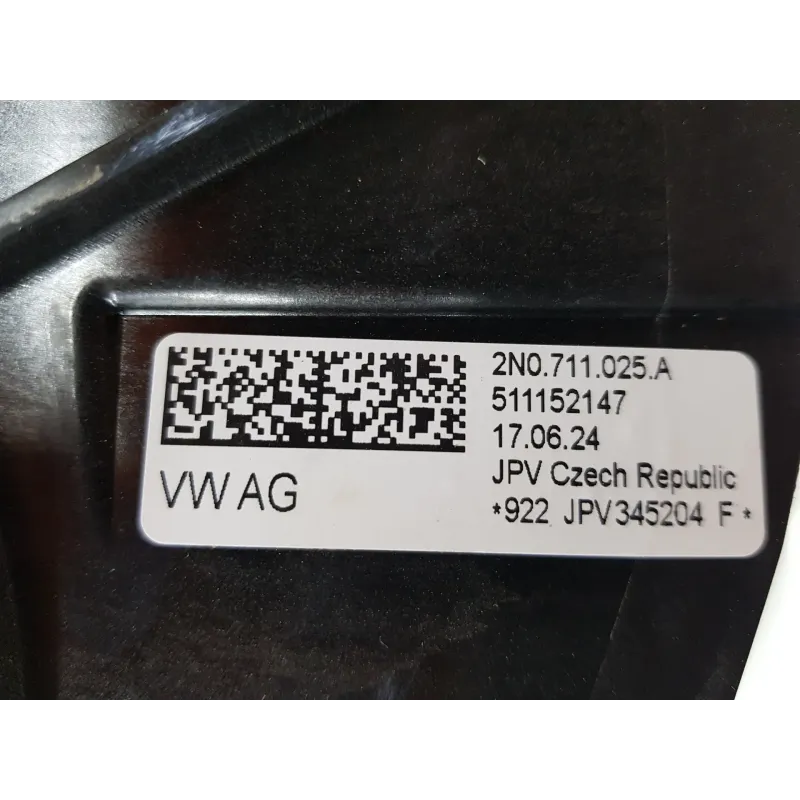 2N0.711.025.A
511152147
17.06.24
JPV Czech Republic
*922 JPV345204 F*
VW AG